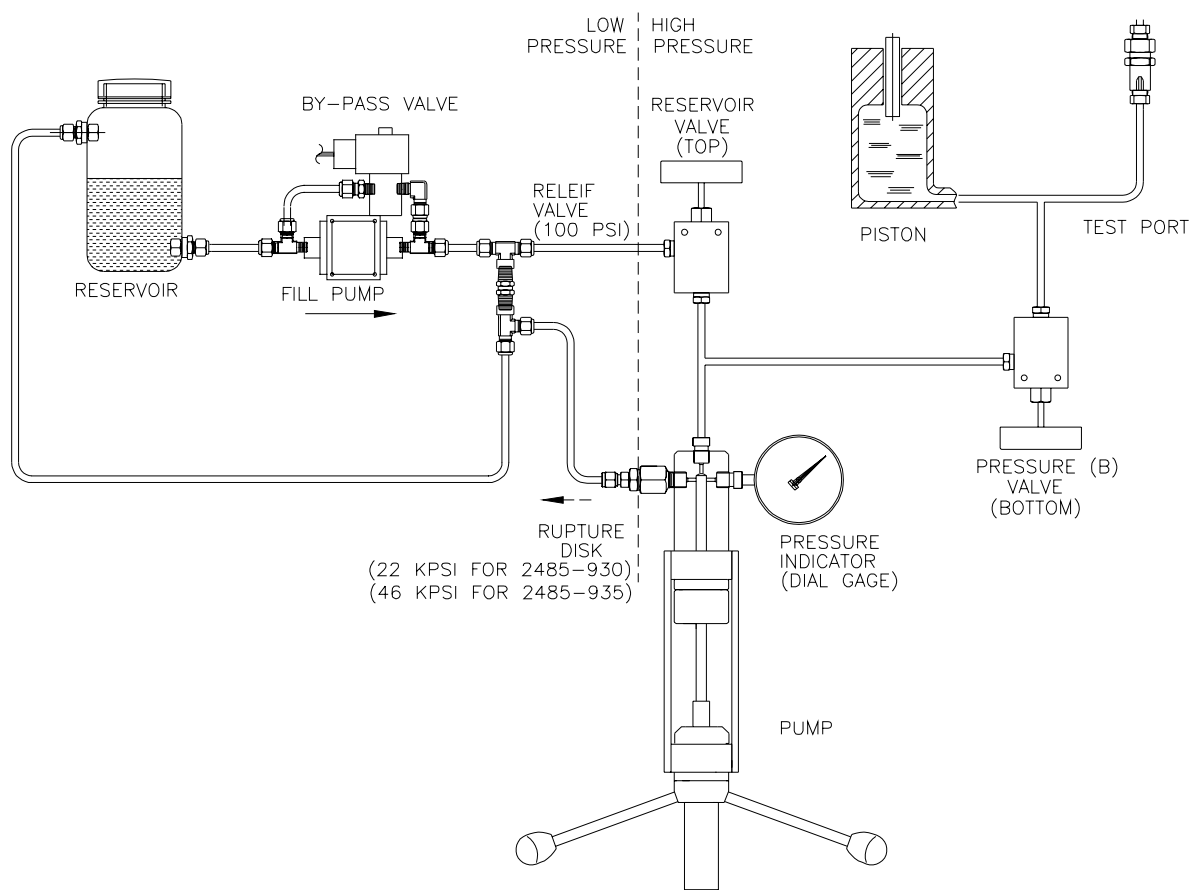 LOW
PRESSURE
HIGH
PRESSURE
BY-PASS VALVE
RESERVOIR
VALVE
(TOP)
RELEIF
VALVE
(100 PSI)
PISTON
TEST PORT
RESERVOIR
FILL PUMP
PRESSURE (B)
VALVE
(BOTTOM)
RUPTURE
DISK
(22 KPSI FOR 2485-930)
(46 KPSI FOR 2485-935)
PRESSURE
INDICATOR
(DIAL GAGE)
PUMP